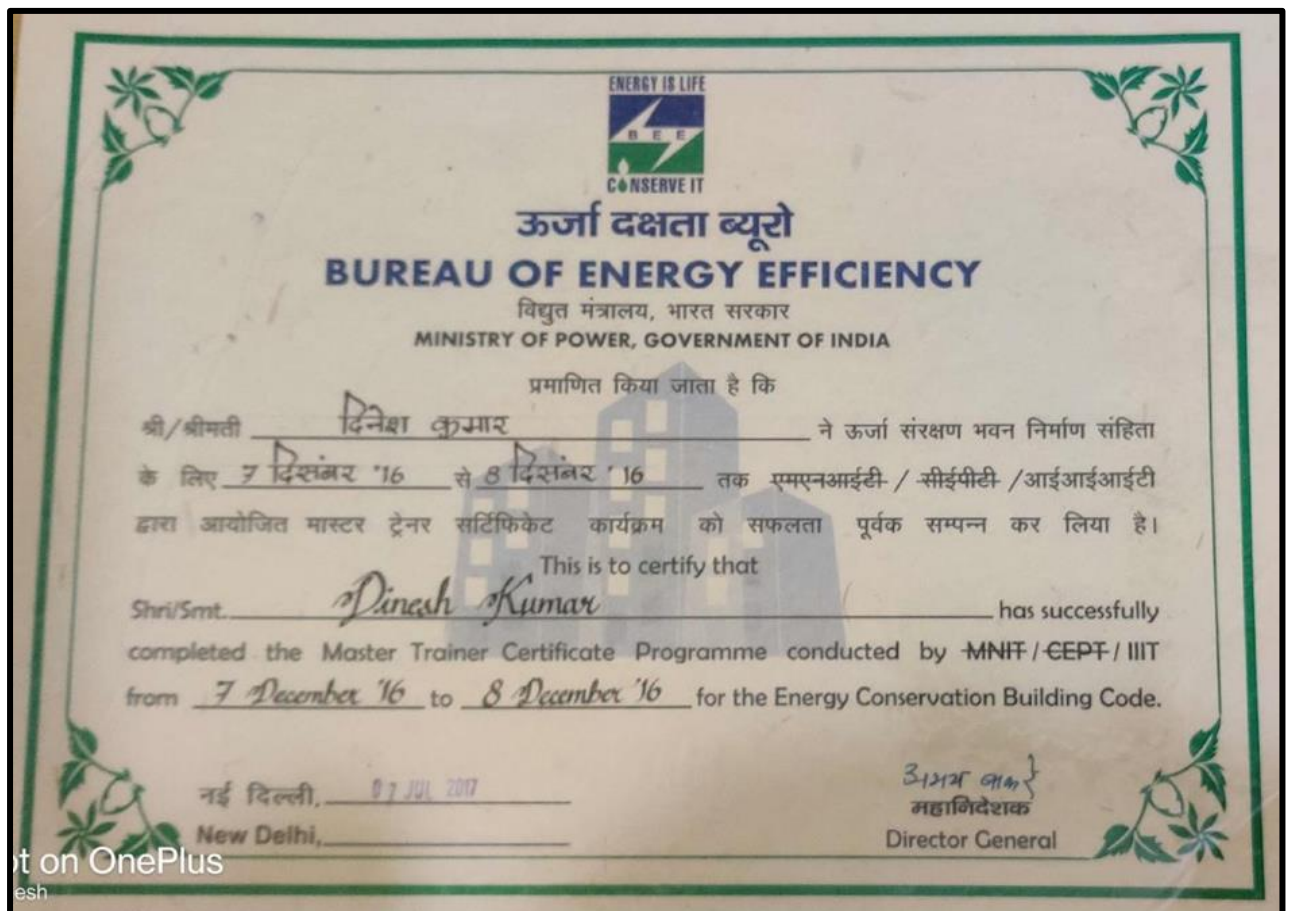 ENERGY IS LIFE
BEE
CONSERVE IT
ऊर्जा दक्षता ब्यूरो
BUREAU OF ENERGY EFFICIENCY
विद्युत मंत्रालय, भारत सरकार
MINISTRY OF POWER, GOVERNMENT OF INDIA
प्रमाणित किया जाता है कि
श्री/श्रीमती दिनेश कुमार ने ऊर्जा संरक्षण भवन निर्माण संहिता
के लिए 7 दिसंबर '16 से 8 दिसंबर '16 तक एमएनआईटी / सीईपीटी /आईआईआईटी
द्वारा आयोजित मास्टर ट्रेनर सर्टिफिकेट कार्यक्रम को सफलता पूर्वक सम्पन्न कर लिया है।
This is to certify that
Shri/Smt. Dinesh Kumar has successfully
completed the Master Trainer Certificate Programme conducted by MNIT / CEPT / IIIT
from 7 December '16 to 8 December '16 for the Energy Conservation Building Code.
अभय बाकरे
नई दिल्ली, 07 JUL 2017
महानिदेशक
New Delhi,
Director General
ot on OnePlus
esh